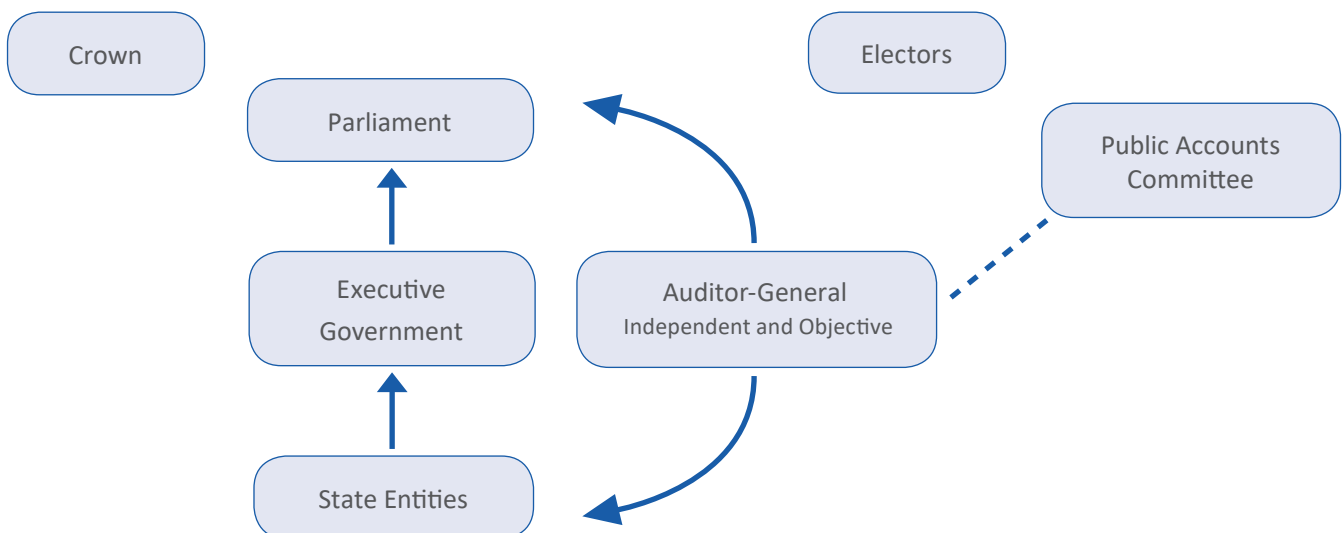 Crown
Electors
Parliament
Public Accounts
Committee
Executive
Government
Auditor-General
Independent and Objective
State Entities